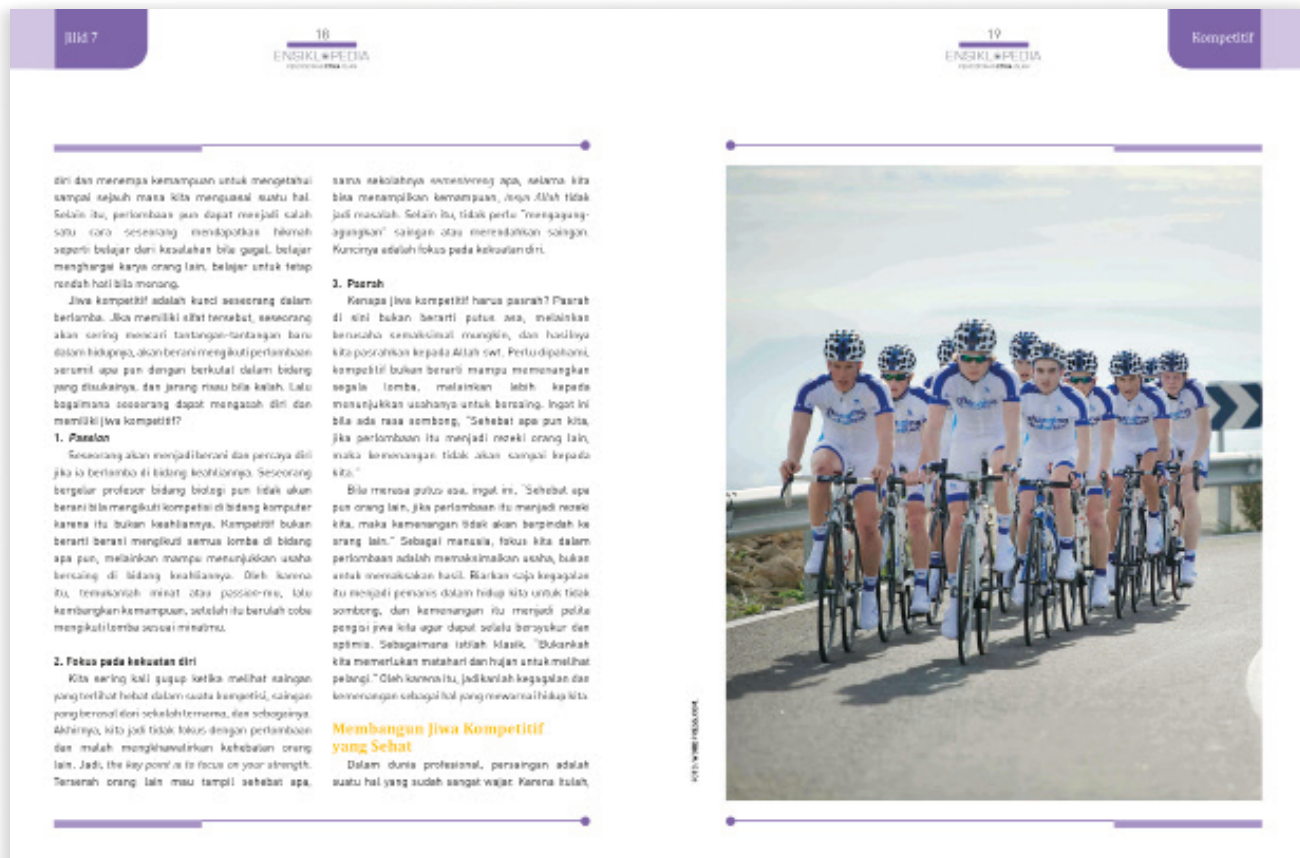 Jilid 7
18
ENSIKLOPEDIA
diri dan menempa kemampuan untuk mengetahui
sampai sejauh mana kita menguasai suatu hal.
Selain itu, perlombaan pun dapat menjadi salah
satu cara seseorang mendapatkan hikmah
seperti belajar dari kesalahan bila gagal, belajar
menghargai karya orang lain, belajar untuk tetap
rendah hati bila menang.
Jiwa kompetitif adalah kunci seseorang dalam
berlomba. Jika memiliki sifat tersebut, seseorang
akan sering mencari tantangan-tantangan baru
dalam hidupnya, akan berani mengikuti perlombaan
serumit apa pun dengan berkutat dalam bidang
yang disukainya, dan jarang risau bila kalah. Lalu
bagaimana seseorang dapat mengasah diri dan
memiliki jiwa kompetitif?
1. Passion
Seseorang akan menjadi berani dan percaya diri
jika ia berlomba di bidang keahliannya. Seseorang
bergelar profesor bidang biologi pun tidak akan
berani bila mengikuti kompetisi di bidang komputer
karena itu bukan keahliannya. Kompetitif bukan
berarti berani mengikuti semua lomba di bidang
apa pun, melainkan mampu menunjukkan usaha
bersaing di bidang keahliannya. Oleh karena
itu, temukanlah minat atau passion-mu, lalu
kembangkan kemampuan, setelah itu barulah coba
mengikuti lomba sesuai minatmu.
2. Fokus pada kekuatan diri
Kita sering kali gugup ketika melihat saingan
yang terlihat hebat dalam suatu kompetisi, saingan
yang berasal dari sekolah ternama, dan sebagainya.
Akhirnya, kita jadi tidak fokus dengan perlombaan
dan malah mengkhawatirkan kehebatan orang
lain. Jadi, the key point is to focus on your strength.
Terserah orang lain mau tampil sehebat apa,
nama sekolahnya sementereng apa, selama kita
bisa menampilkan kemampuan, insya Allah tidak
jadi masalah. Selain itu, tidak perlu "mengagung-
agungkan" saingan atau merendahkan saingan.
Kuncinya adalah fokus pada kekuatan diri.
3. Pasrah
Kenapa jiwa kompetitif harus pasrah? Pasrah
di sini bukan berarti putus asa, melainkan
berusaha semaksimal mungkin, dan hasilnya
kita pasrahkan kepada Allah swt. Perlu dipahami,
kompetitif bukan berarti mampu memenangkan
segala lomba, melainkan lebih kepada
menunjukkan usahanya untuk bersaing. Ingat ini
bila ada rasa sombong, "Sehebat apa pun kita,
jika perlombaan itu menjadi rezeki orang lain,
maka kemenangan tidak akan sampai kepada
kita."
Bila merasa putus asa, ingat ini, "Sehebat apa
pun orang lain, jika perlombaan itu menjadi rezeki
kita, maka kemenangan tidak akan berpindah ke
orang lain." Sebagai manusia, fokus kita dalam
perlombaan adalah memaksimalkan usaha, bukan
untuk memaksakan hasil. Biarkan saja kegagalan
itu menjadi pemanis dalam hidup kita untuk tidak
sombong, dan kemenangan itu menjadi pelita
pengisi jiwa kita agar dapat selalu bersyukur dan
optimis. Sebagaimana istilah klasik, "Bukankah
kita memerlukan matahari dan hujan untuk melihat
pelangi." Oleh karena itu, jadikanlah kegagalan dan
kemenangan sebagai hal yang mewarnai hidup kita.
Membangun Jiwa Kompetitif
yang Sehat
Dalam dunia profesional, persaingan adalah
suatu hal yang sudah sangat wajar. Karena itulah,
19
ENSIKLOPEDIA
Kompetitif